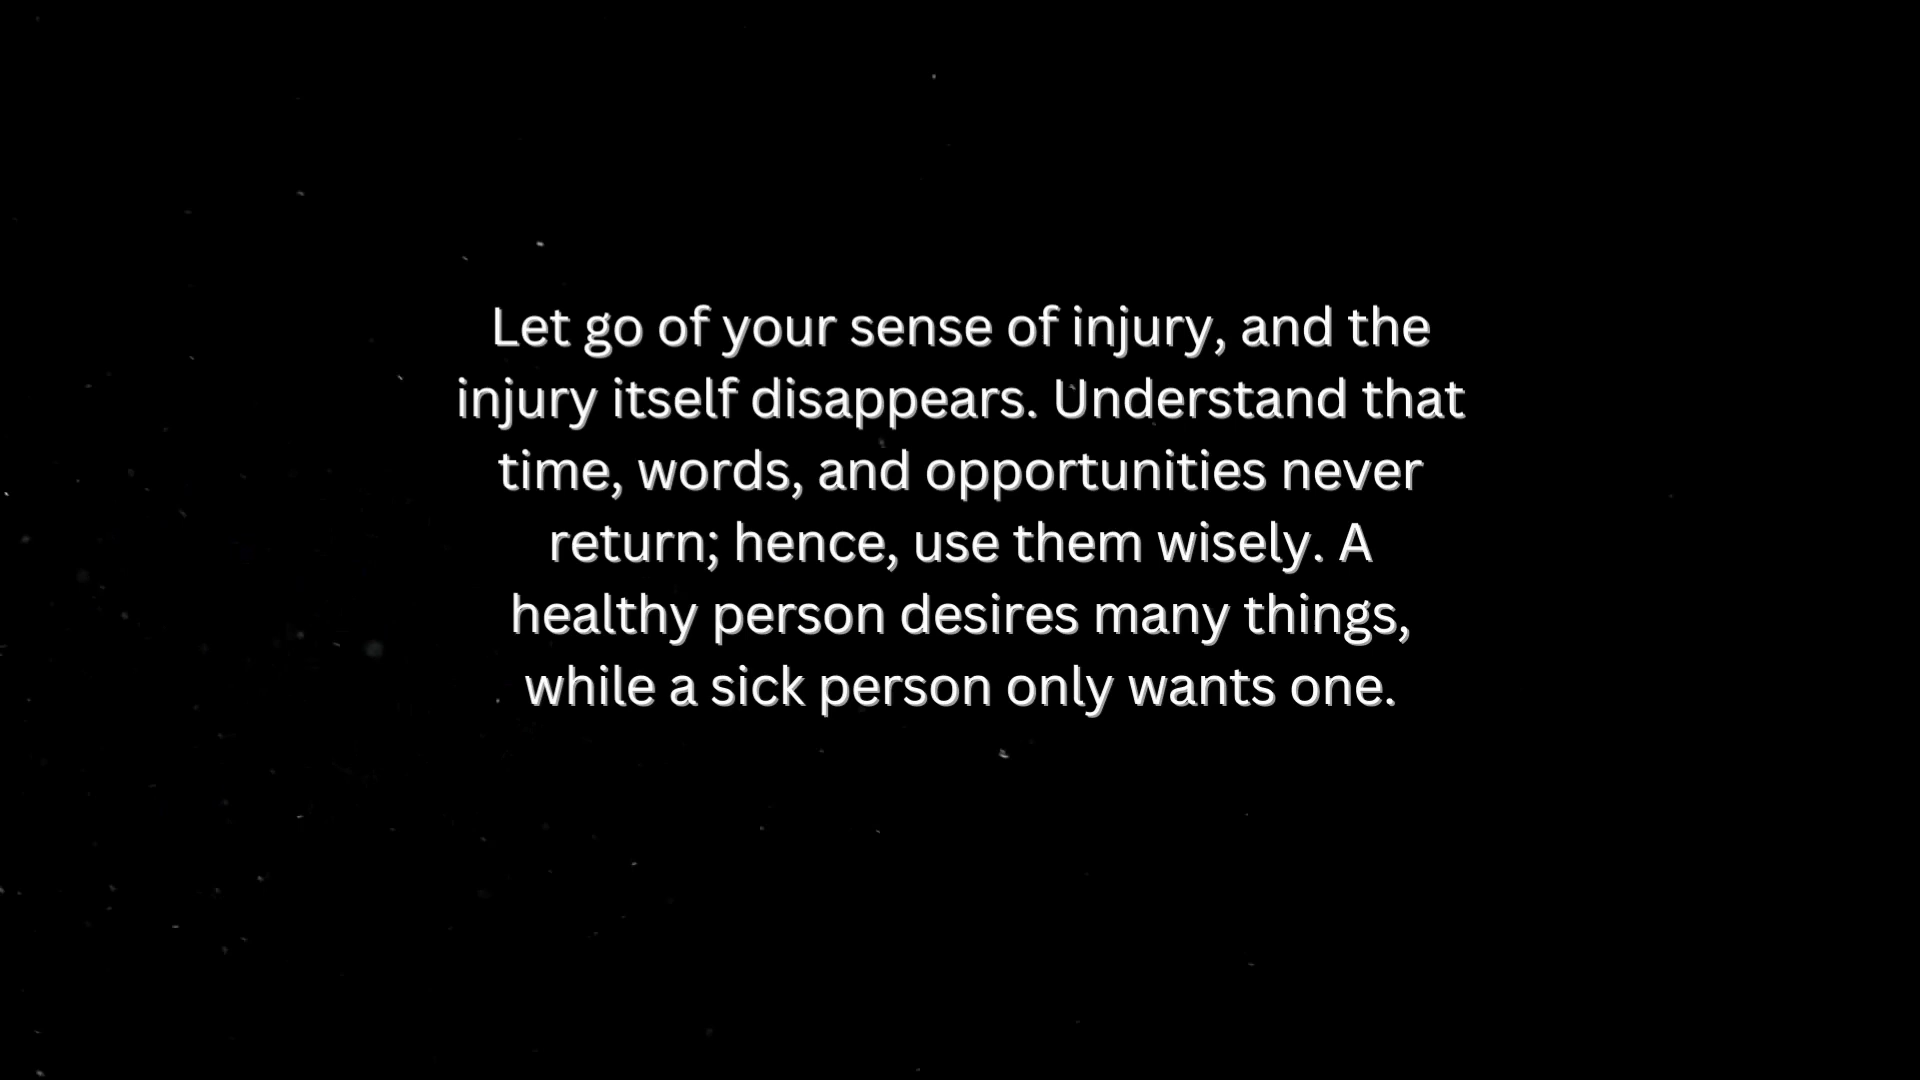 Let go of your sense of injury, and the
injury itself disappears. Understand that
time, words, and opportunities never
return; hence, use them wisely. A
healthy person desires many things,
while a sick person only wants one.